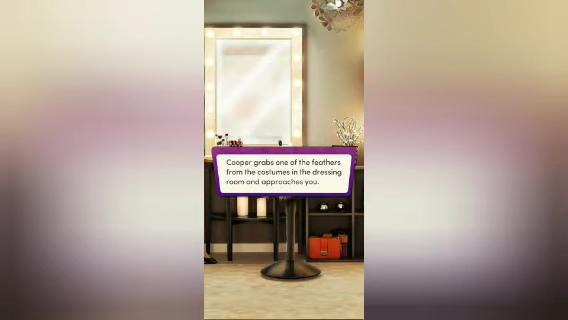 Cooper grabs one of the feathers
from the costumes in the dressing
room and approaches you.